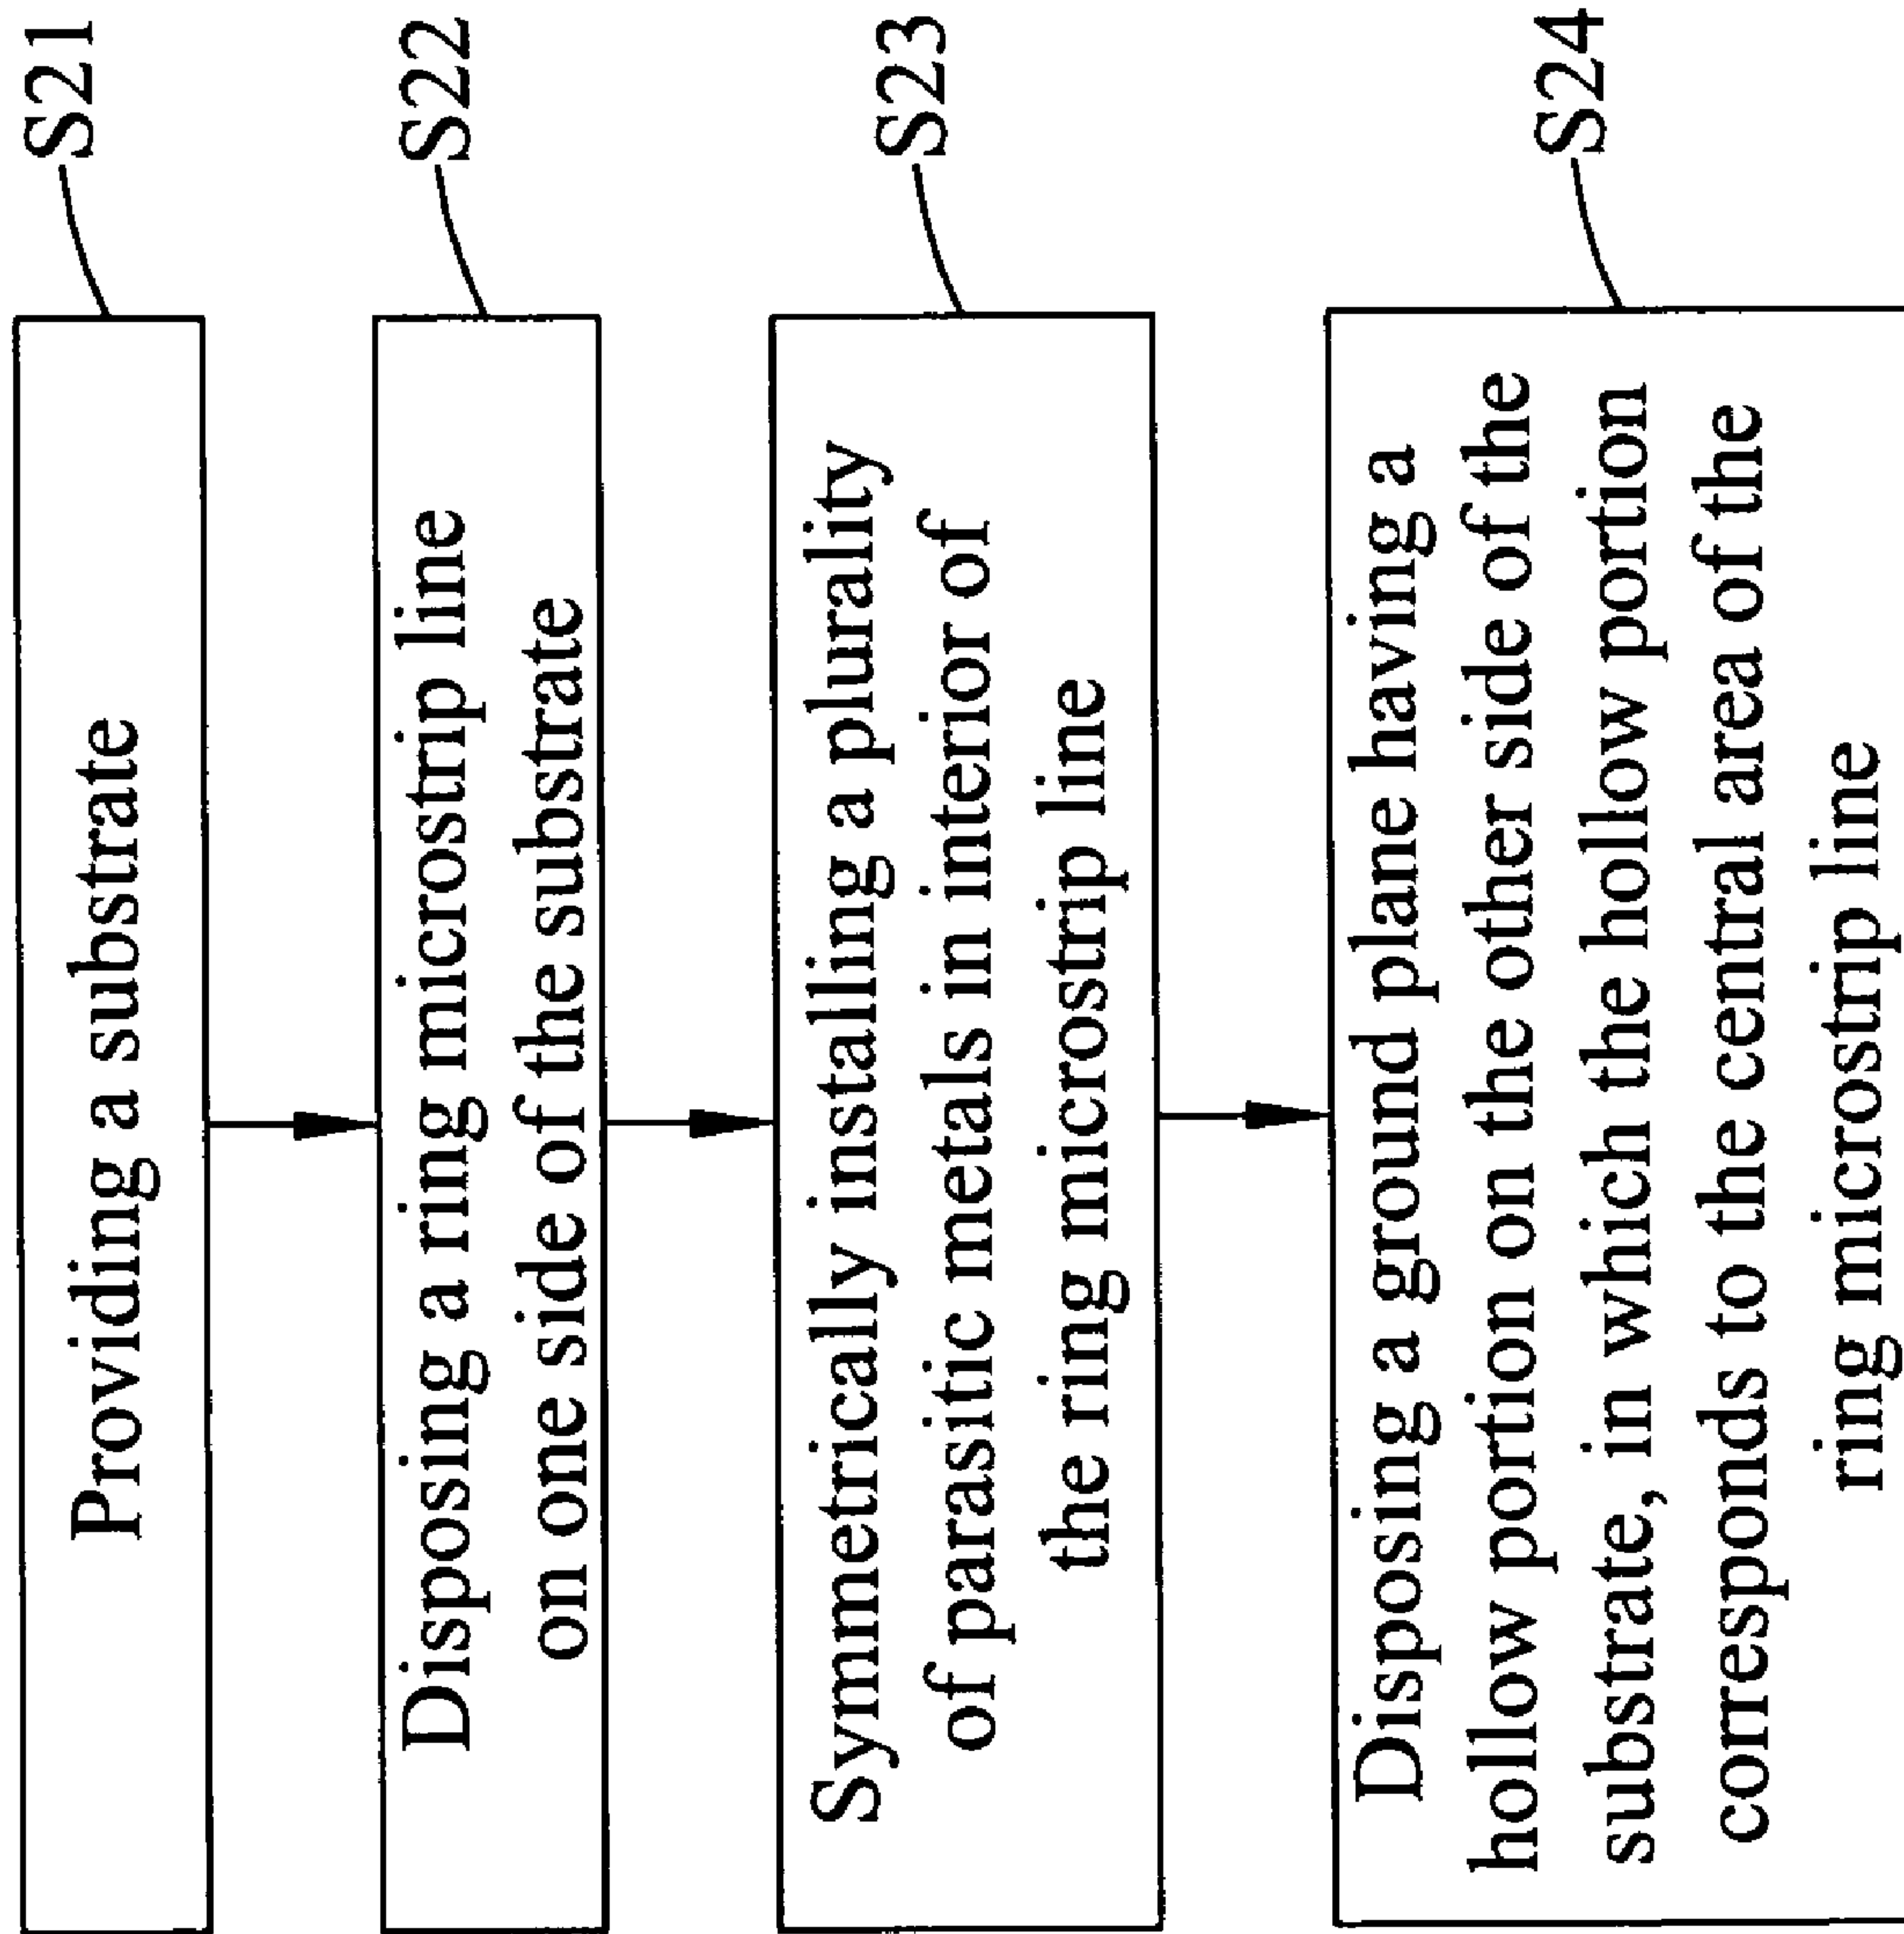 Providing a substrate
S21
Disposing a ring microstrip line
on one side of the substrate
S22
Symmetrically installing a plurality
of parasitic metals in interior of
the ring microstrip line
S23
Disposing a ground plane having a
hollow portion on the other side of the
substrate, in which the hollow portion
corresponds to the central area of the
ring microstrip line
S24